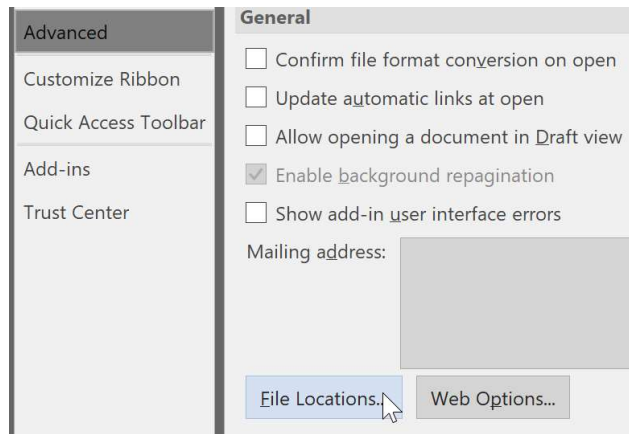 Advanced
Customize Ribbon
Quick Access Toolbar
Add-ins
Trust Center
General
Confirm file format conversion on open
Update automatic links at open
Allow opening a document in Draft view
Enable background repagination
Show add-in user interface errors
Mailing address:
File Locations...
Web Options...